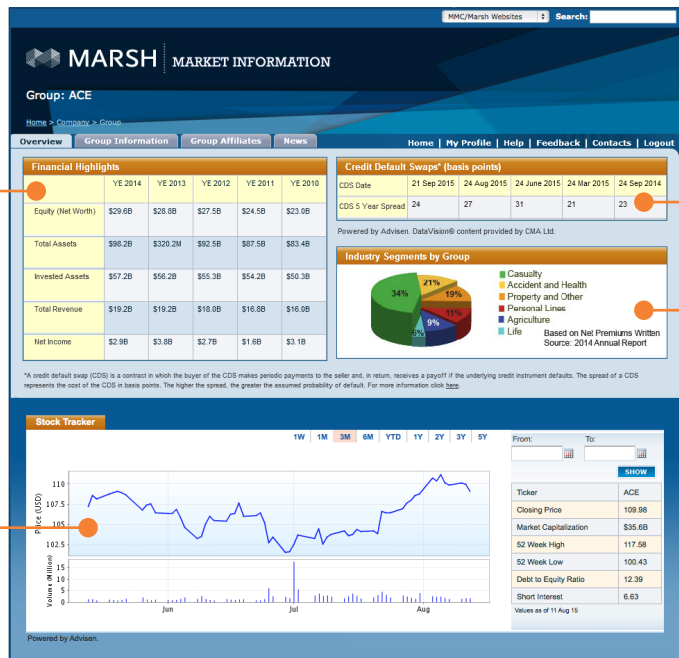 MMC/Marsh Websites Search:
MARSH MARKET INFORMATION
Group: ACE
Home > Company > Group
Overview Group Information Group Affiliates News Home | My Profile | Help | Feedback | Contacts | Logout
Financial Highlights
YE 2014 YE 2013 YE 2012 YE 2011 YE 2010
Equity (Net Worth) $29.6B $28.8B $27.5B $24.5B $23.0B
Total Assets $98.2B $320.2M $92.5B $87.5B $83.4B
Invested Assets $57.2B $56.2B $55.3B $54.2B $50.3B
Total Revenue $19.2B $19.2B $18.0B $16.8B $16.0B
Net Income $2.9B $3.8B $2.7B $1.6B $3.1B
Credit Default Swaps* (basis points)
CDS Date 21 Sep 2015 24 Aug 2015 24 June 2015 24 Mar 2015 24 Sep 2014
CDS 5 Year Spread 24 27 31 21 23
Powered by Advisen. DataVision® content provided by CMA Ltd.
Industry Segments by Group
34% 21% 19% 11% 9% 6%
Casualty
Accident and Health
Property and Other
Personal Lines
Agriculture
Life
Based on Net Premiums Written
Source: 2014 Annual Report
*A credit default swap (CDS) is a contract in which the buyer of the CDS makes periodic payments to the seller and, in return, receives a payoff if the underlying credit instrument defaults. The spread of a CDS
represents the cost of the CDS in basis points. The higher the spread, the greater the assumed probability of default. For more information click here.
Stock Tracker
1W 1M 3M 6M YTD 1Y 2Y 3Y 5Y
Price (USD)
110
107.5
105
102.5
Volume (Million)
15
10
5
0
Jun Jul Aug
From: To:
SHOW
Ticker ACE
Closing Price 109.98
Market Capitalization $35.6B
52 Week High 117.58
52 Week Low 100.43
Debt to Equity Ratio 12.39
Short Interest 6.63
Values as of 11 Aug 15
Powered by Advisen.